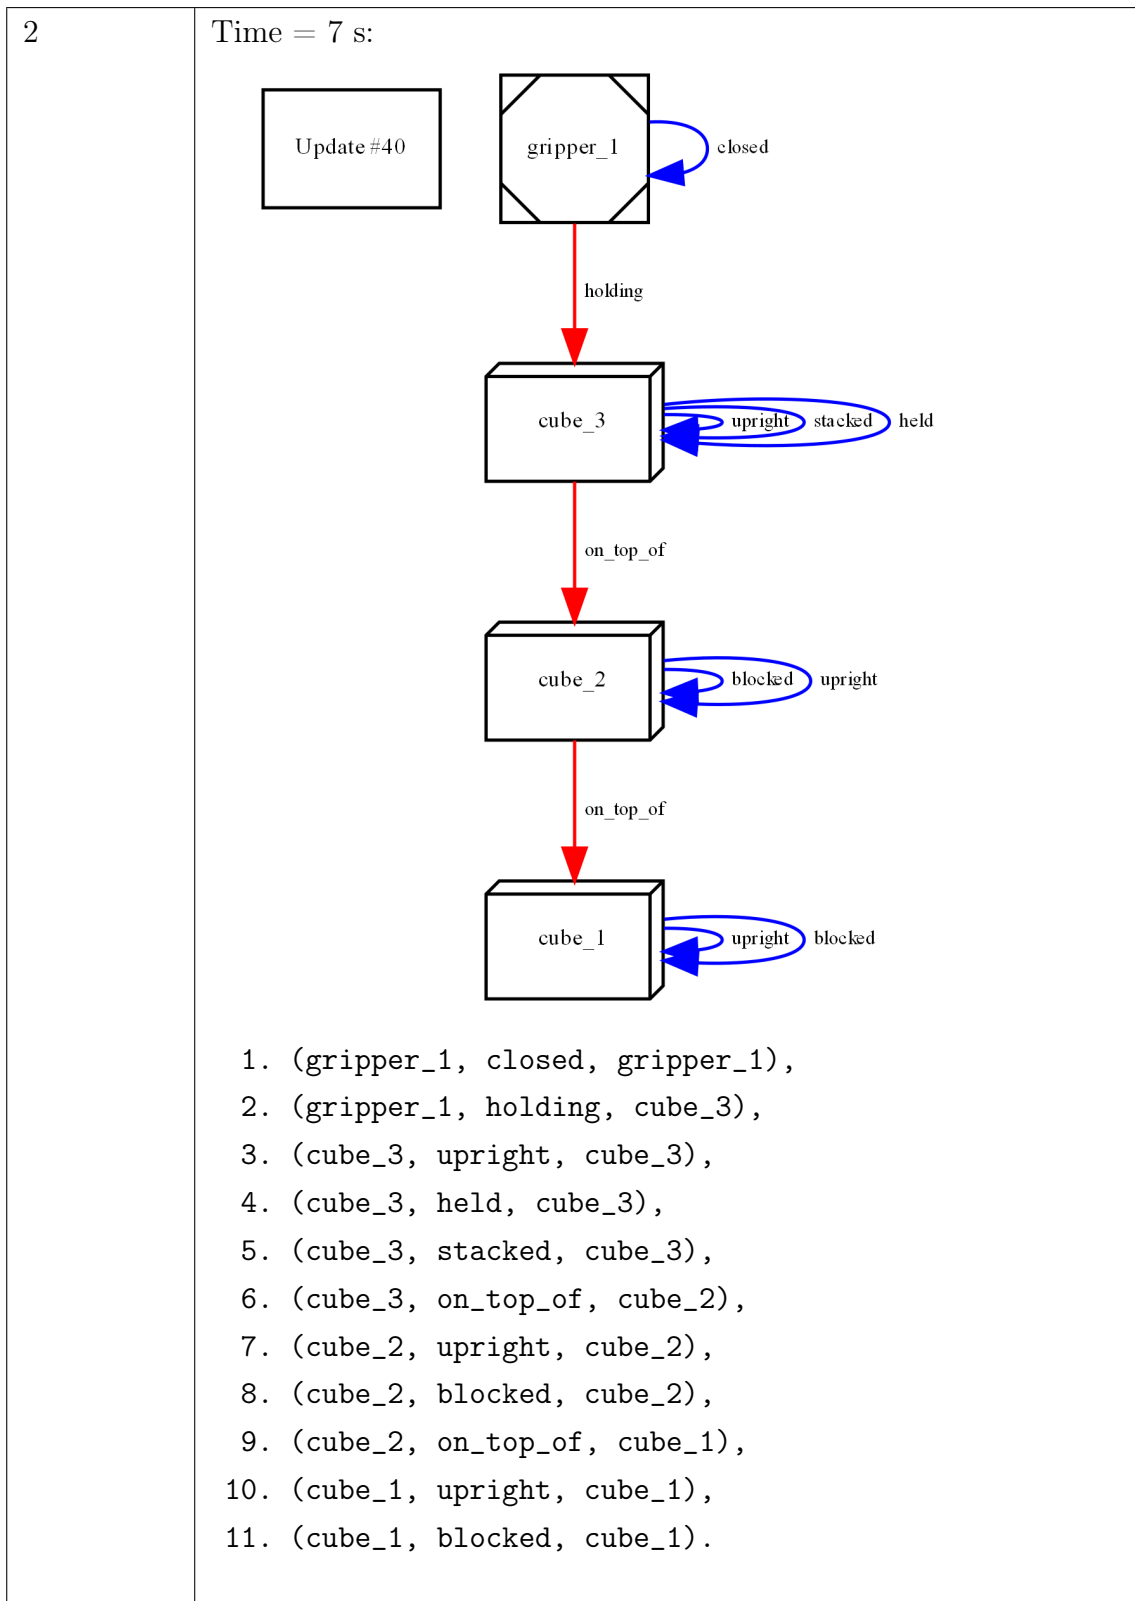 2
Time = 7 s:
Update #40
gripper_1
closed
holding
cube_3
upright
stacked
held
on_top_of
cube_2
blocked
upright
on_top_of
cube_1
upright
blocked
1. (gripper_1, closed, gripper_1),
2. (gripper_1, holding, cube_3),
3. (cube_3, upright, cube_3),
4. (cube_3, held, cube_3),
5. (cube_3, stacked, cube_3),
6. (cube_3, on_top_of, cube_2),
7. (cube_2, upright, cube_2),
8. (cube_2, blocked, cube_2),
9. (cube_2, on_top_of, cube_1),
10. (cube_1, upright, cube_1),
11. (cube_1, blocked, cube_1).